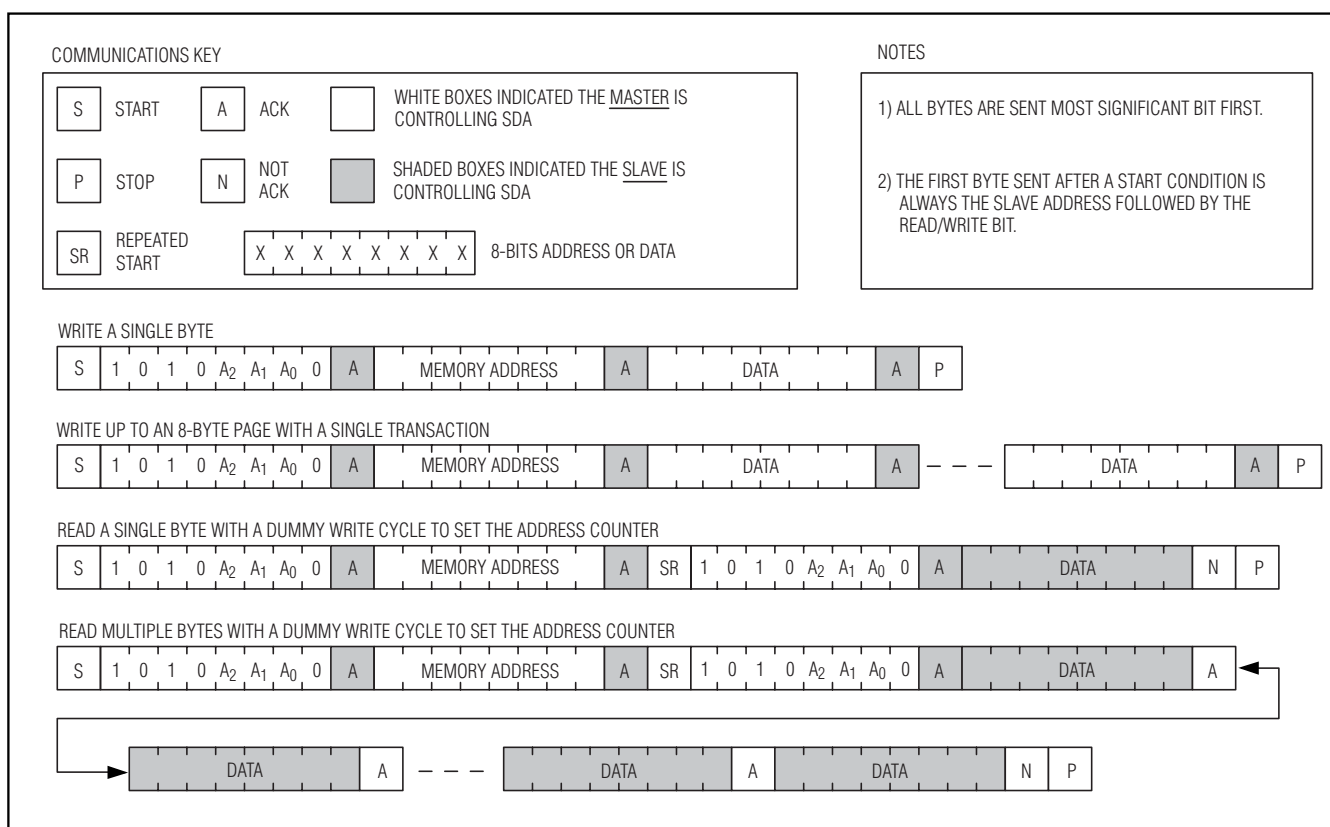 COMMUNICATIONS KEY
S START A ACK WHITE BOXES INDICATED THE MASTER IS
CONTROLLING SDA
P STOP N NOT
ACK SHADED BOXES INDICATED THE SLAVE IS
CONTROLLING SDA
SR REPEATED
START X X X X X X X X 8-BITS ADDRESS OR DATA
NOTES
1) ALL BYTES ARE SENT MOST SIGNIFICANT BIT FIRST.
2) THE FIRST BYTE SENT AFTER A START CONDITION IS
ALWAYS THE SLAVE ADDRESS FOLLOWED BY THE
READ/WRITE BIT.
WRITE A SINGLE BYTE
S 1 0 1 0 A2 A1 A0 0 A MEMORY ADDRESS A DATA A P
WRITE UP TO AN 8-BYTE PAGE WITH A SINGLE TRANSACTION
S 1 0 1 0 A2 A1 A0 0 A MEMORY ADDRESS A DATA A DATA A P
READ A SINGLE BYTE WITH A DUMMY WRITE CYCLE TO SET THE ADDRESS COUNTER
S 1 0 1 0 A2 A1 A0 0 A MEMORY ADDRESS A SR 1 0 1 0 A2 A1 A0 0 A DATA N P
READ MULTIPLE BYTES WITH A DUMMY WRITE CYCLE TO SET THE ADDRESS COUNTER
S 1 0 1 0 A2 A1 A0 0 A MEMORY ADDRESS A SR 1 0 1 0 A2 A1 A0 0 A DATA A
DATA A DATA A DATA N P